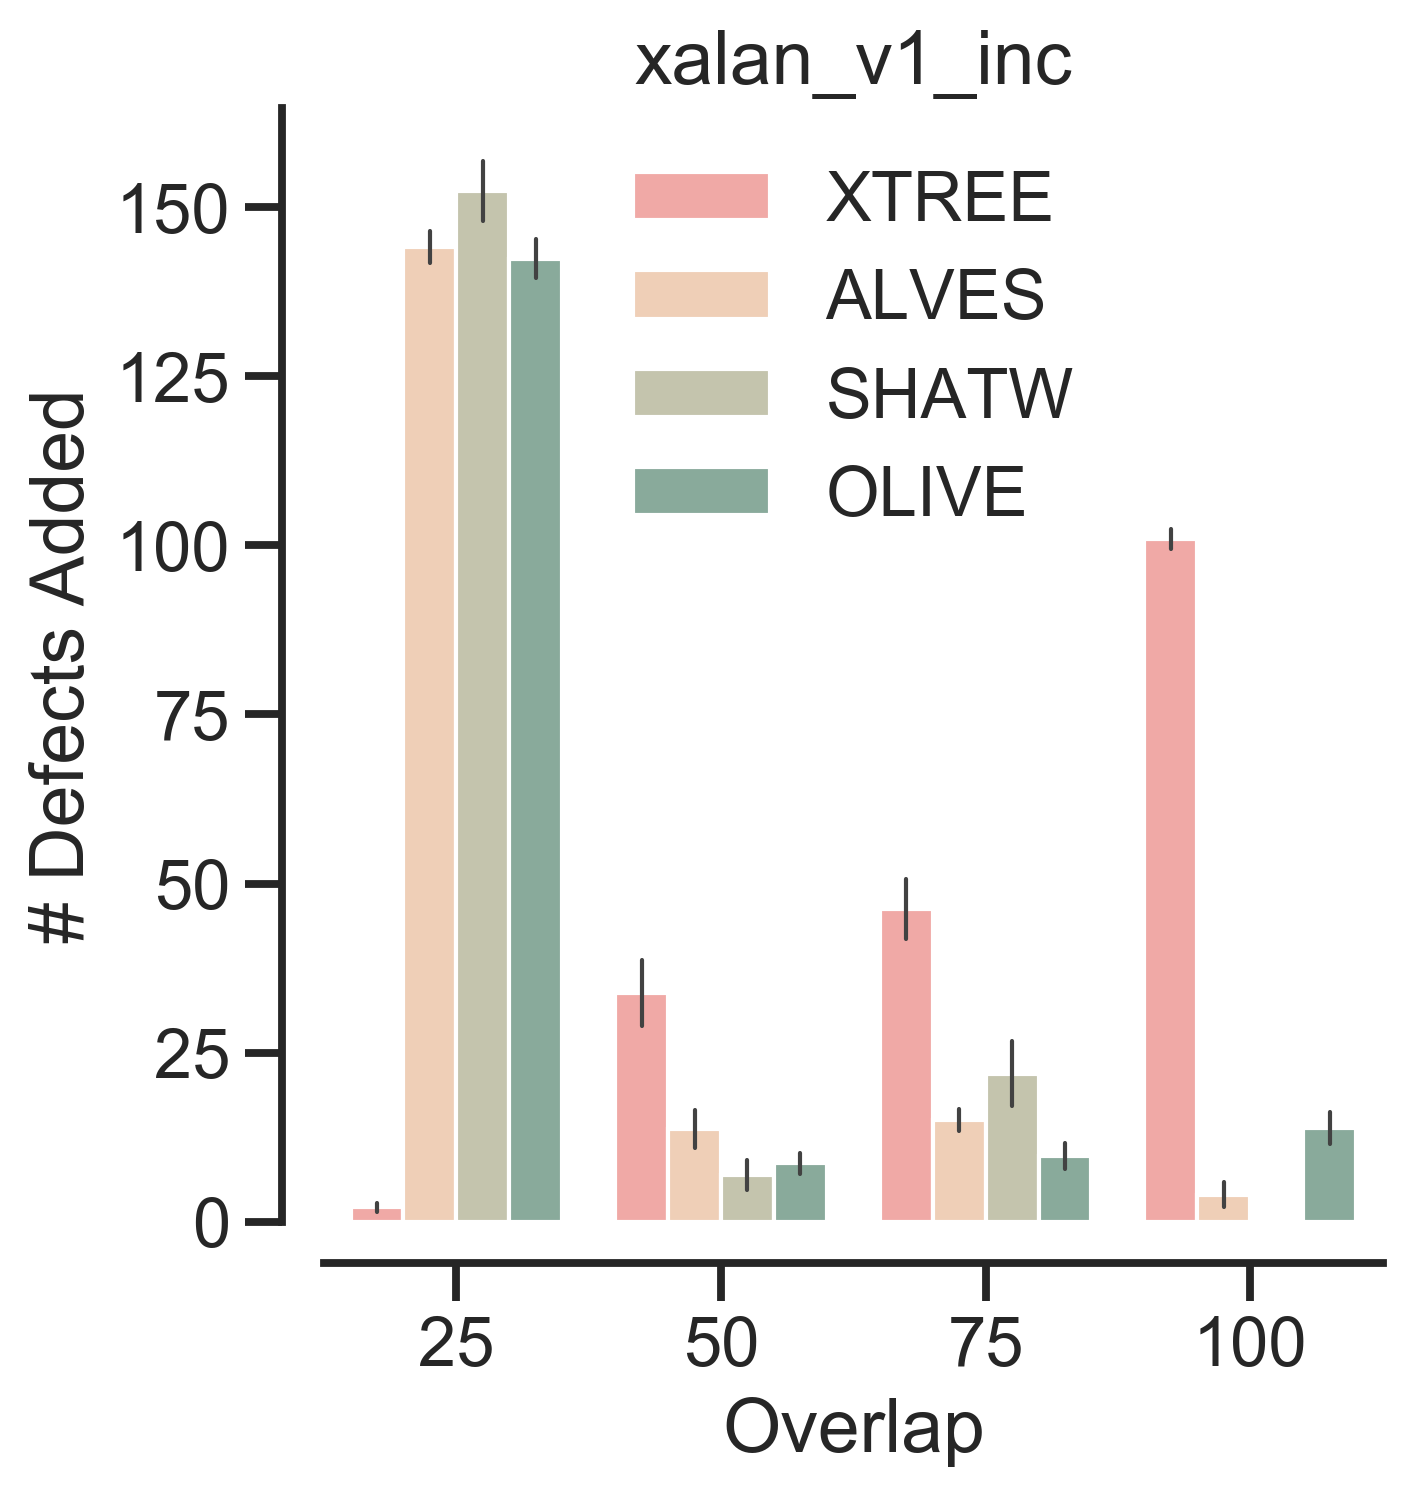 xalan_v1_inc
XTREE
ALVES
SHATW
OLIVE
# Defects Added
150
125
100
75
50
25
0
25 50 75 100
Overlap